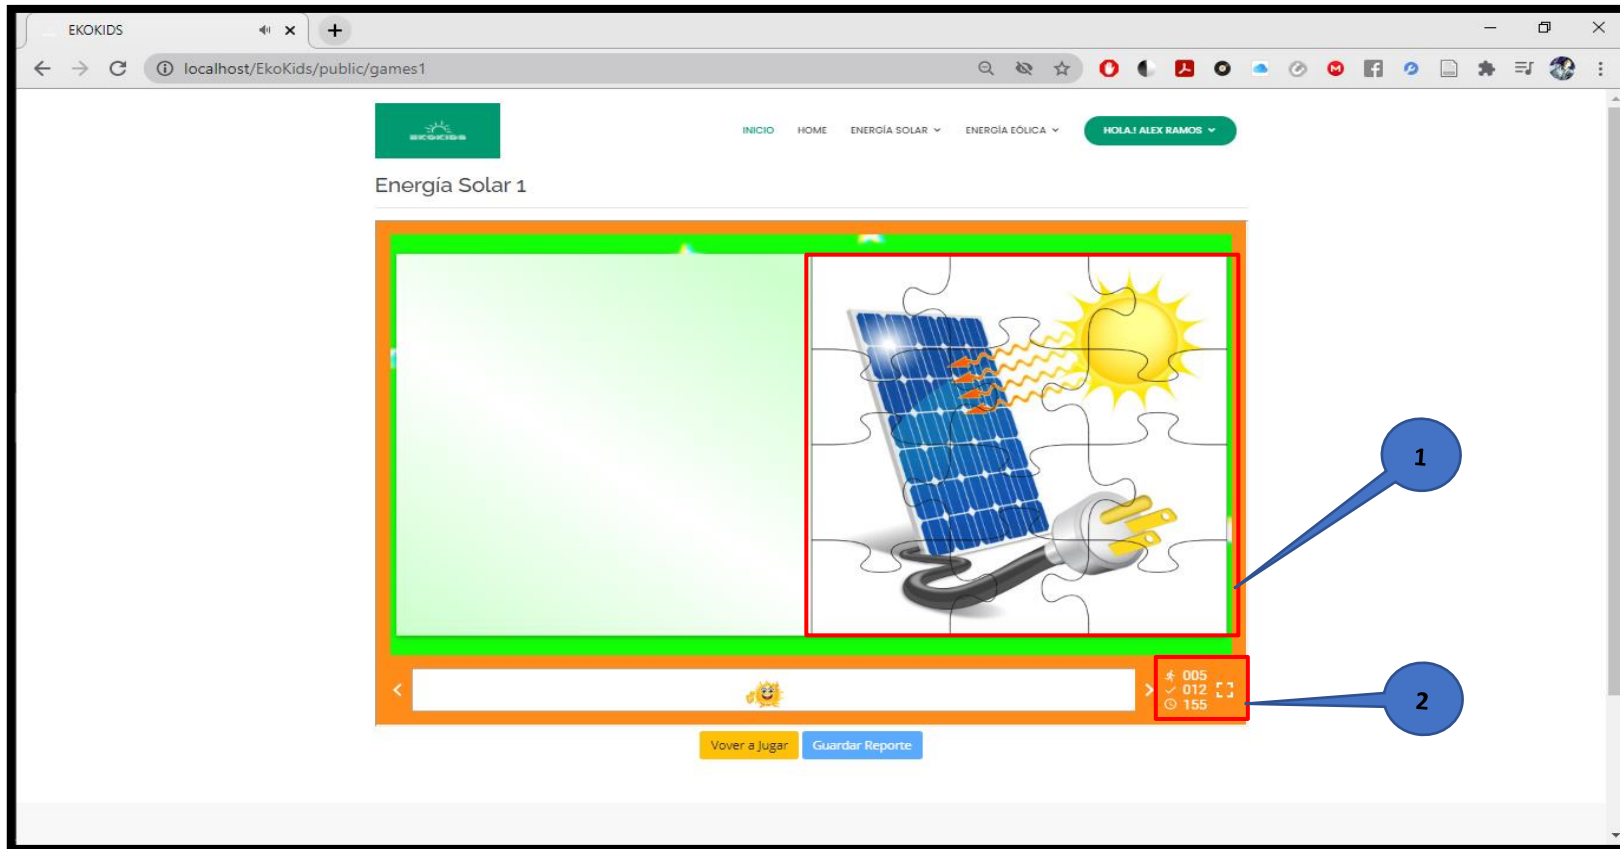 EKOKIDS
localhost/EkoKids/public/games1
EKOKIDS
INICIO HOME ENERGÍA SOLAR ENERGÍA EÓLICA HOLA.! ALEX RAMOS
Energía Solar 1
1
005
012
155
2
Vover a Jugar Guardar Reporte